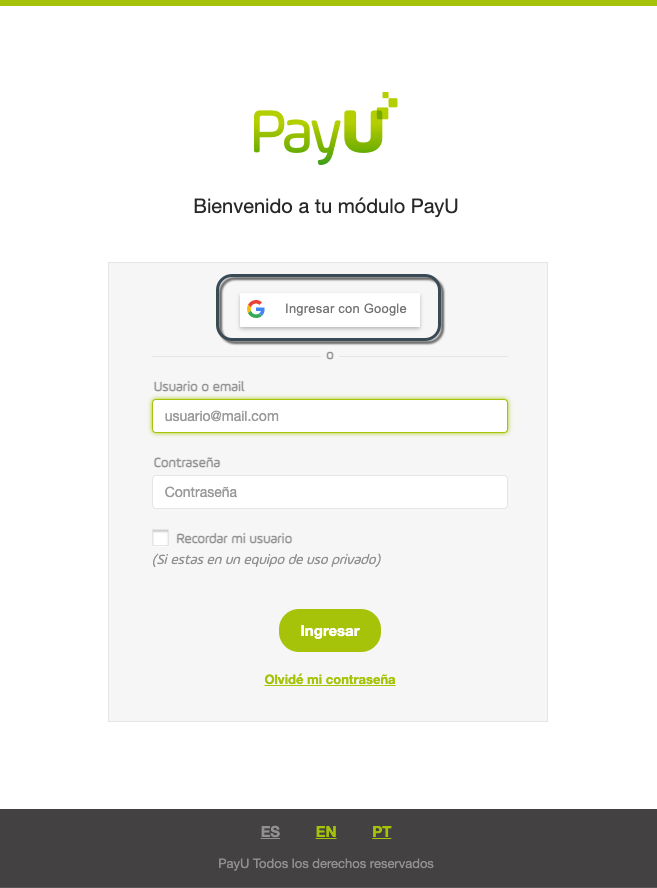 PayU
Bienvenido a tu módulo PayU
Ingresar con Google
o
Usuario o email
usuario@mail.com
Contraseña
Contraseña
Recordar mi usuario
(Si estas en un equipo de uso privado)
Ingresar
Olvidé mi contraseña
ES EN PT
PayU Todos los derechos reservados